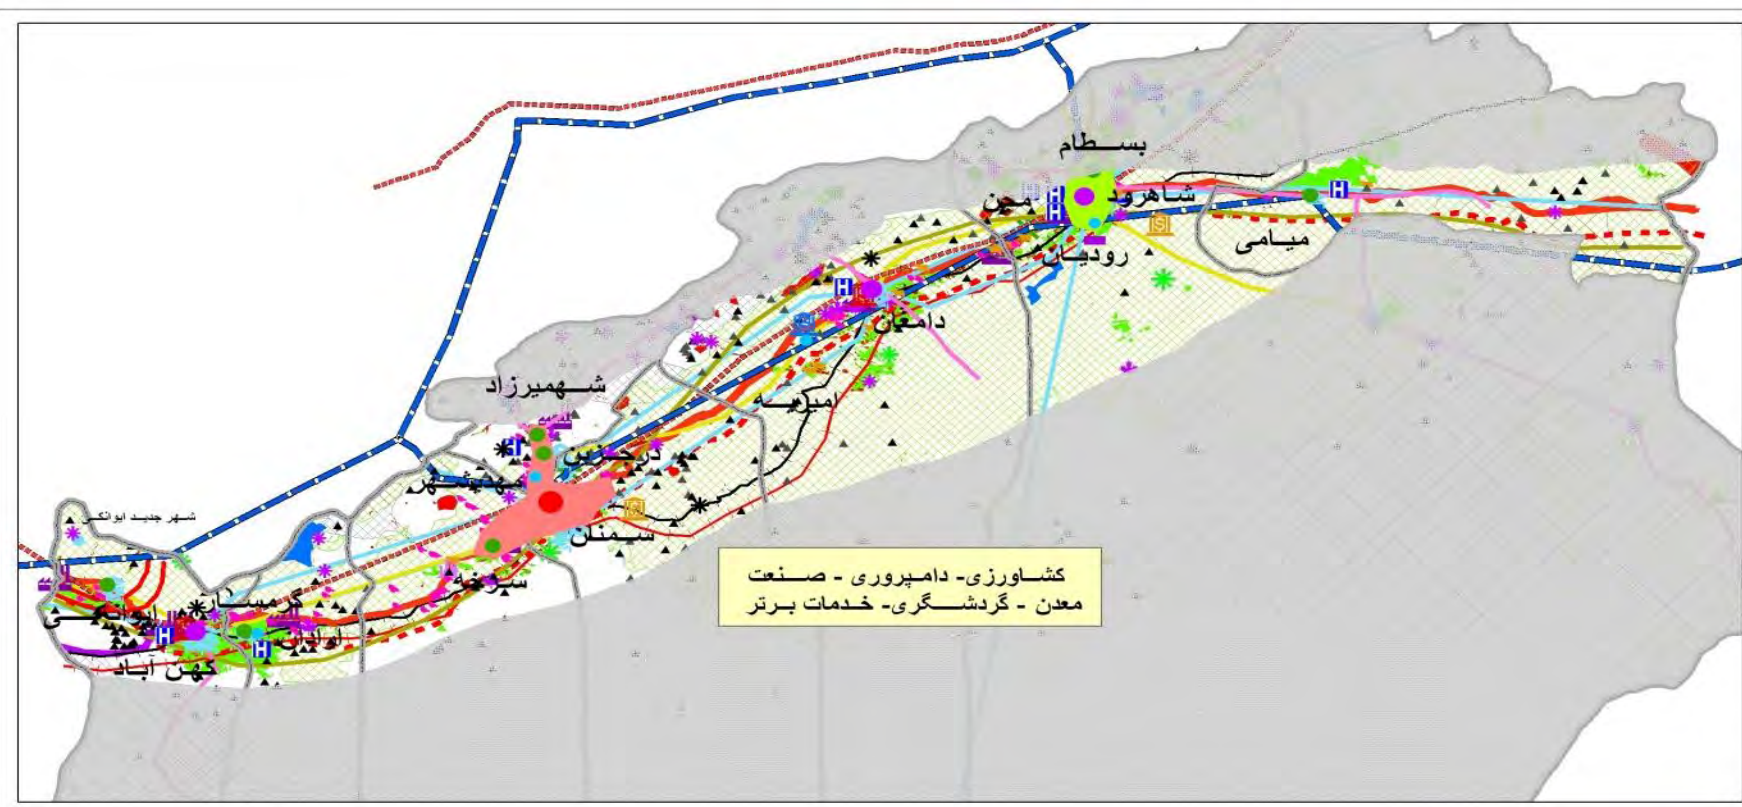 بسطام
شاهرود
مجن
میامی
رودیان
دامغان
شهمیرزاد
امیریه
درجزین
مهدیشهر
شهر جدید ایوانکی
سمنان
کشاورزی- دامپروری - صنعت
معدن - گردشگری- خدمات برتر
سرخه
گرمسار
ایوانکی
ارادان
کهن آباد
H
H
H
H
H
H
H